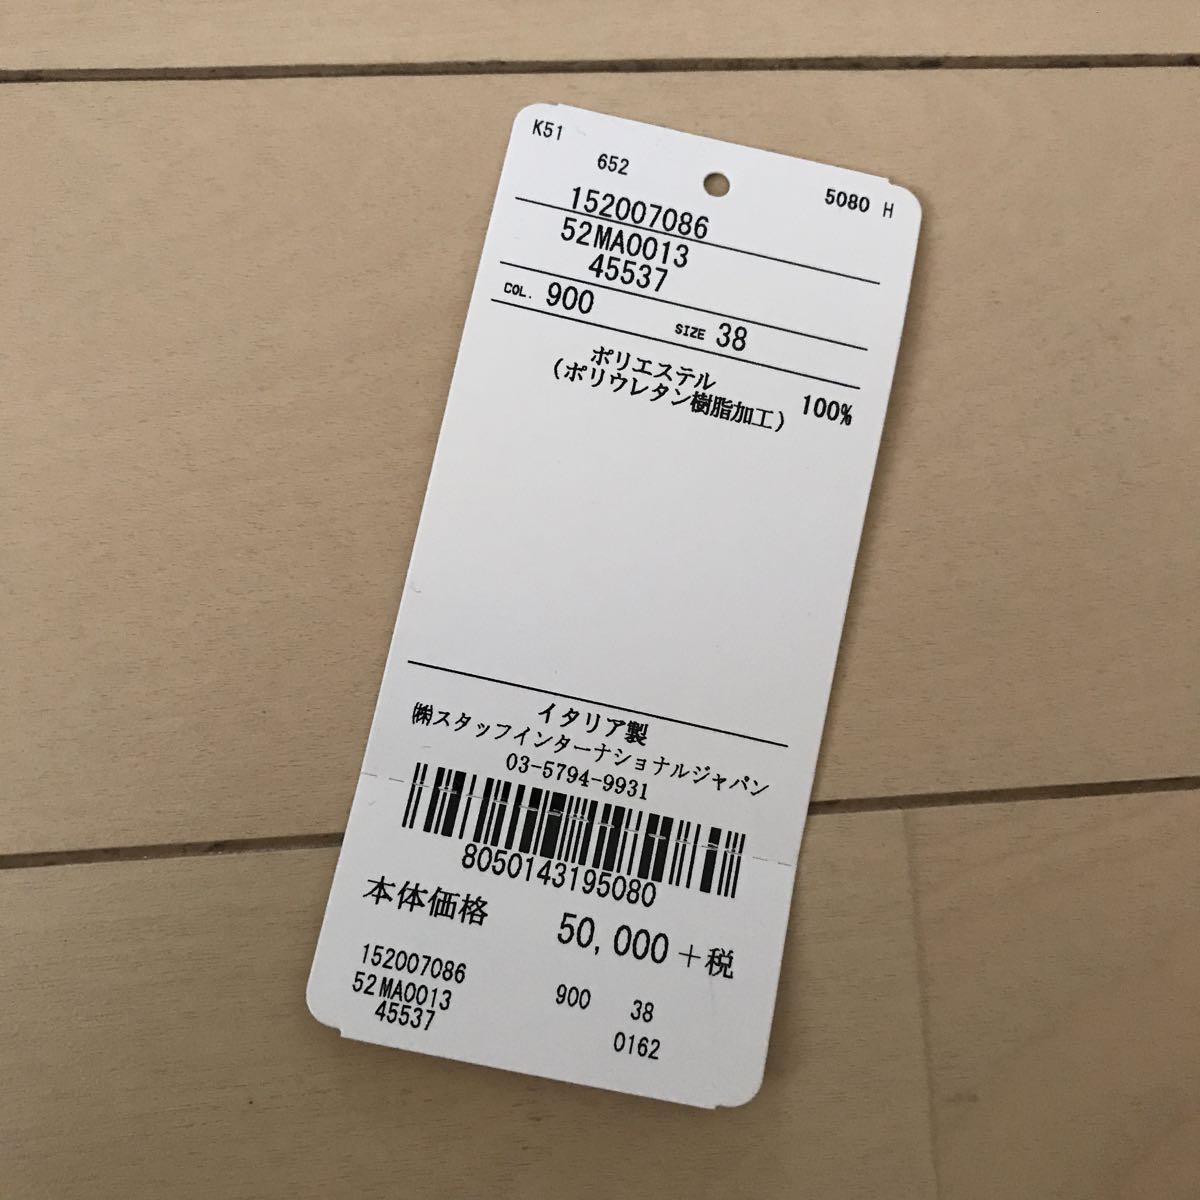 K51
652
5080 H
152007086
52MA0013
45537
COL. 900 SIZE 38
ポリエステル 100%
(ポリウレタン樹脂加工)
イタリア製
㈱スタッフインターナショナルジャパン
03-5794-9931
8050143195080
本体価格 50,000+税
152007086
52MA0013 900 38
45537 0162